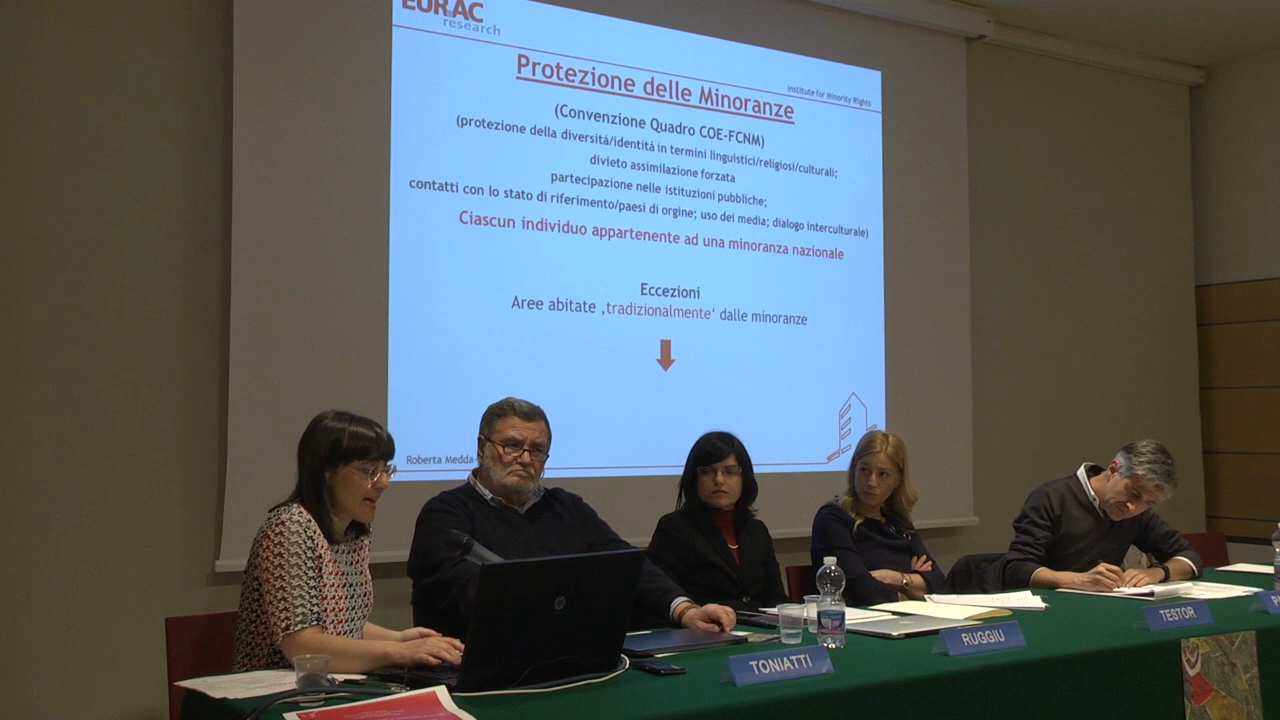 EURAC
research
Institute for Minority Rights
Protezione delle Minoranze
(Convenzione Quadro COE-FCNM)
(protezione della diversitá/identitá in termini linguistici/religiosi/culturali;
divieto assimilazione forzata
partecipazione nelle istituzioni pubbliche;
contatti con lo stato di riferimento/paesi di orgine; uso dei media; dialogo interculturale)
Ciascun individuo appartenente ad una minoranza nazionale
Eccezioni
Aree abitate ‚tradizionalmente‘ dalle minoranze
Roberta Medda-
TONIATTI
RUGGIU
TESTOR